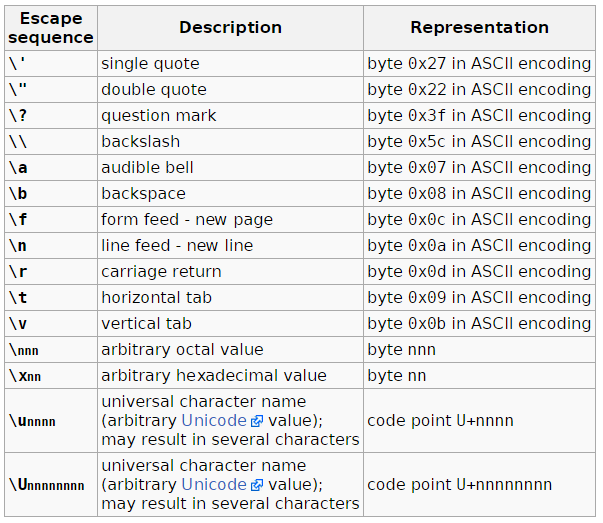 Escape sequence Description Representation
\' single quote byte 0x27 in ASCII encoding
\" double quote byte 0x22 in ASCII encoding
\? question mark byte 0x3f in ASCII encoding
\\ backslash byte 0x5c in ASCII encoding
\a audible bell byte 0x07 in ASCII encoding
\b backspace byte 0x08 in ASCII encoding
\f form feed - new page byte 0x0c in ASCII encoding
\n line feed - new line byte 0x0a in ASCII encoding
\r carriage return byte 0x0d in ASCII encoding
\t horizontal tab byte 0x09 in ASCII encoding
\v vertical tab byte 0x0b in ASCII encoding
\nnn arbitrary octal value byte nnn
\xnn arbitrary hexadecimal value byte nn
\unnnn universal character name
(arbitrary Unicode value);
may result in several characters
code point U+nnnn
\Unnnnnnnn universal character name
(arbitrary Unicode value);
may result in several characters
code point U+nnnnnnnn